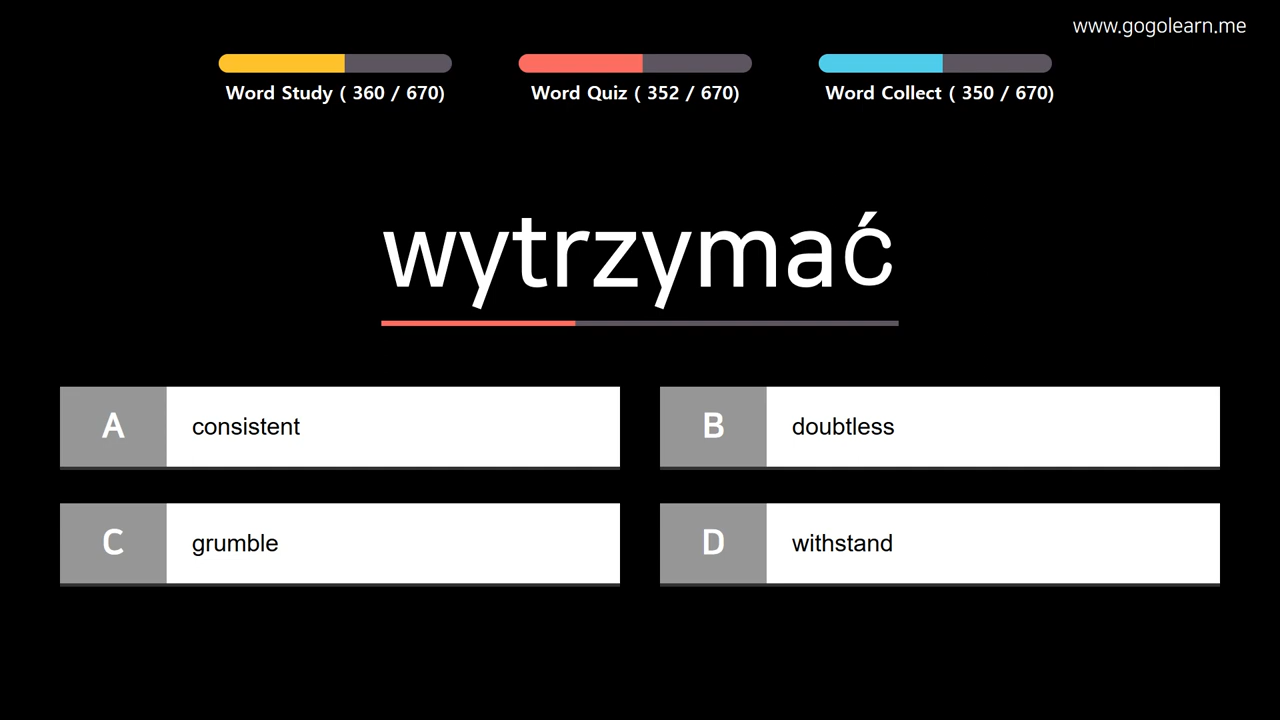 www.gogolearn.me
Word Study ( 360 / 670)
Word Quiz ( 352 / 670)
Word Collect ( 350 / 670)
wytrzymać
A consistent
B doubtless
C grumble
D withstand